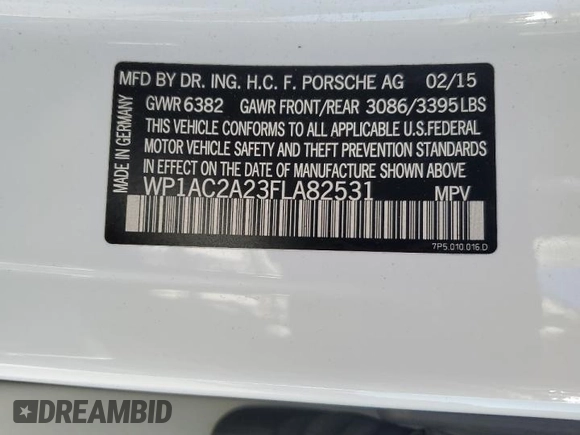 MFD BY DR. ING. H.C. F. PORSCHE AG 02/15
GVWR 6382 GAWR FRONT/REAR 3086/3395 LBS
THIS VEHICLE CONFORMS TO ALL APPLICABLE U.S. FEDERAL
MOTOR VEHICLE SAFETY AND THEFT PREVENTION STANDARDS
IN EFFECT ON THE DATE OF MANUFACTURE SHOWN ABOVE.
WP1AC2A23FLA82531 MPV
MADE IN GERMANY
7P5.010.016.D
DREAMBID